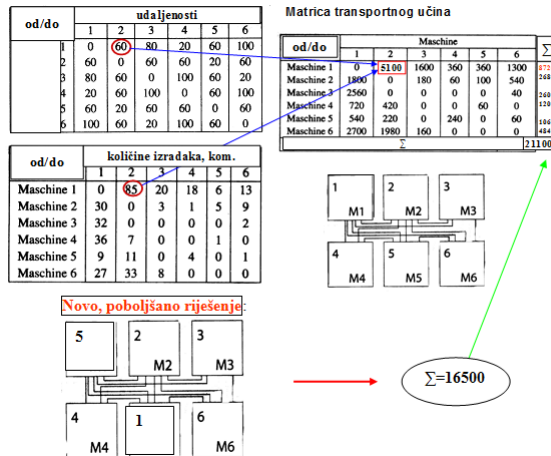 od/do udaljenosti
1 2 3 4 5 6
1 0 60 80 20 60 100
2 60 0 60 60 20 60
3 80 60 0 100 60 20
4 20 60 100 0 60 100
5 60 20 60 60 0 60
6 100 60 20 100 60 0
Matrica transportnog učina
od/do Maschine Σ
1 2 3 4 5 6
Maschine 1 0 5100 1600 360 360 1300 872
Maschine 2 1800 0 180 60 100 540 268
Maschine 3 2560 0 0 0 0 40 260
Maschine 4 720 420 0 0 60 0 120
Maschine 5 540 220 0 240 0 60 106
Maschine 6 2700 1980 160 0 0 0 484
Σ 21100
od/do količine izradaka, kom.
1 2 3 4 5 6
Maschine 1 0 85 20 18 6 13
Maschine 2 30 0 3 1 5 9
Maschine 3 32 0 0 0 0 2
Maschine 4 36 7 0 0 1 0
Maschine 5 9 11 0 4 0 1
Maschine 6 27 33 8 0 0 0
1 2 3
M1 M2 M3
4 5 6
M4 M5 M6
Novo, poboljšano riješenje:
5 2 3
M2 M3
4 1 6
M4 M6
∑=16500